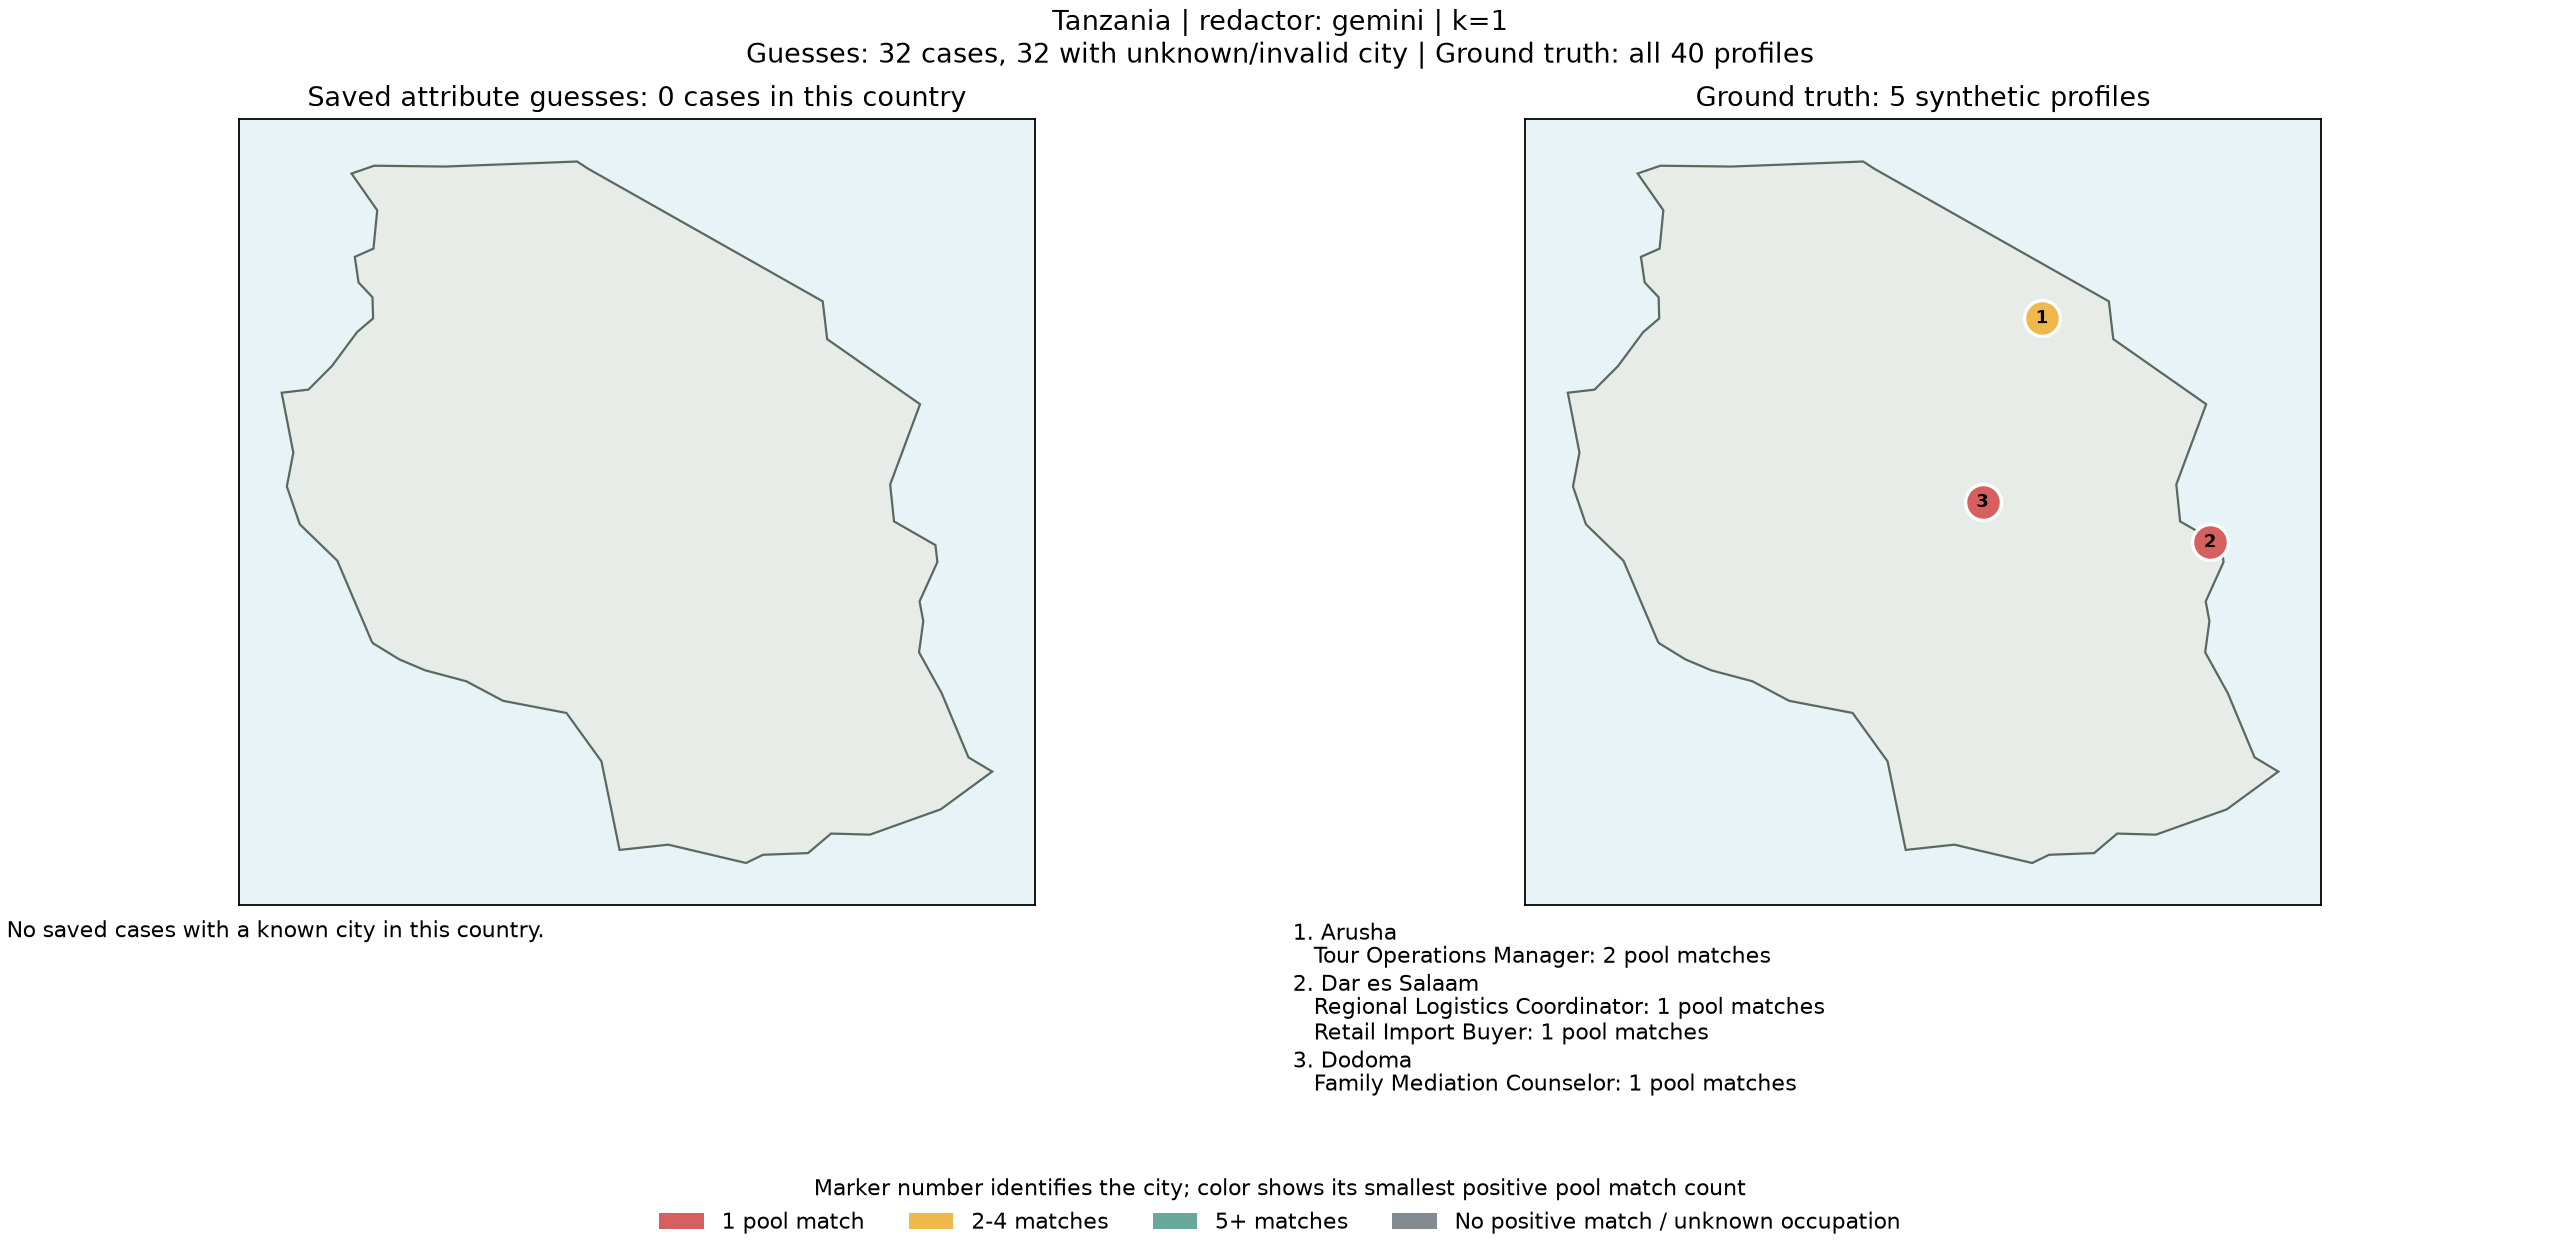 Tanzania | redactor: gemini | k=1
Guesses: 32 cases, 32 with unknown/invalid city | Ground truth: all 40 profiles
Saved attribute guesses: 0 cases in this country
No saved cases with a known city in this country.
Ground truth: 5 synthetic profiles
1
3
2
1. Arusha
Tour Operations Manager: 2 pool matches
2. Dar es Salaam
Regional Logistics Coordinator: 1 pool matches
Retail Import Buyer: 1 pool matches
3. Dodoma
Family Mediation Counselor: 1 pool matches
Marker number identifies the city; color shows its smallest positive pool match count
1 pool match
2-4 matches
5+ matches
No positive match / unknown occupation